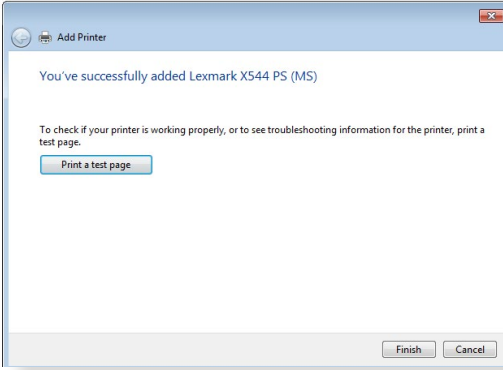 Add Printer
You've successfully added Lexmark X544 PS (MS)
To check if your printer is working properly, or to see troubleshooting information for the printer, print a
test page.
Print a test page
Finish
Cancel